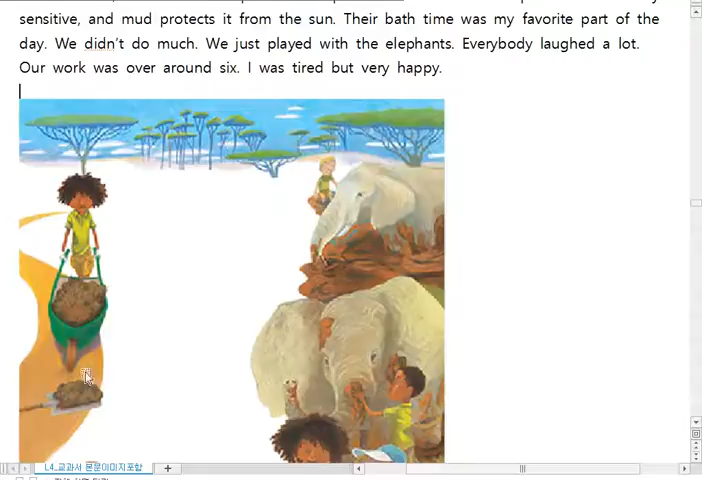 sensitive, and mud protects it from the sun. Their bath time was my favorite part of the
day. We didn't do much. We just played with the elephants. Everybody laughed a lot.
Our work was over around six. I was tired but very happy.
L4_교과서 본문이미지포함